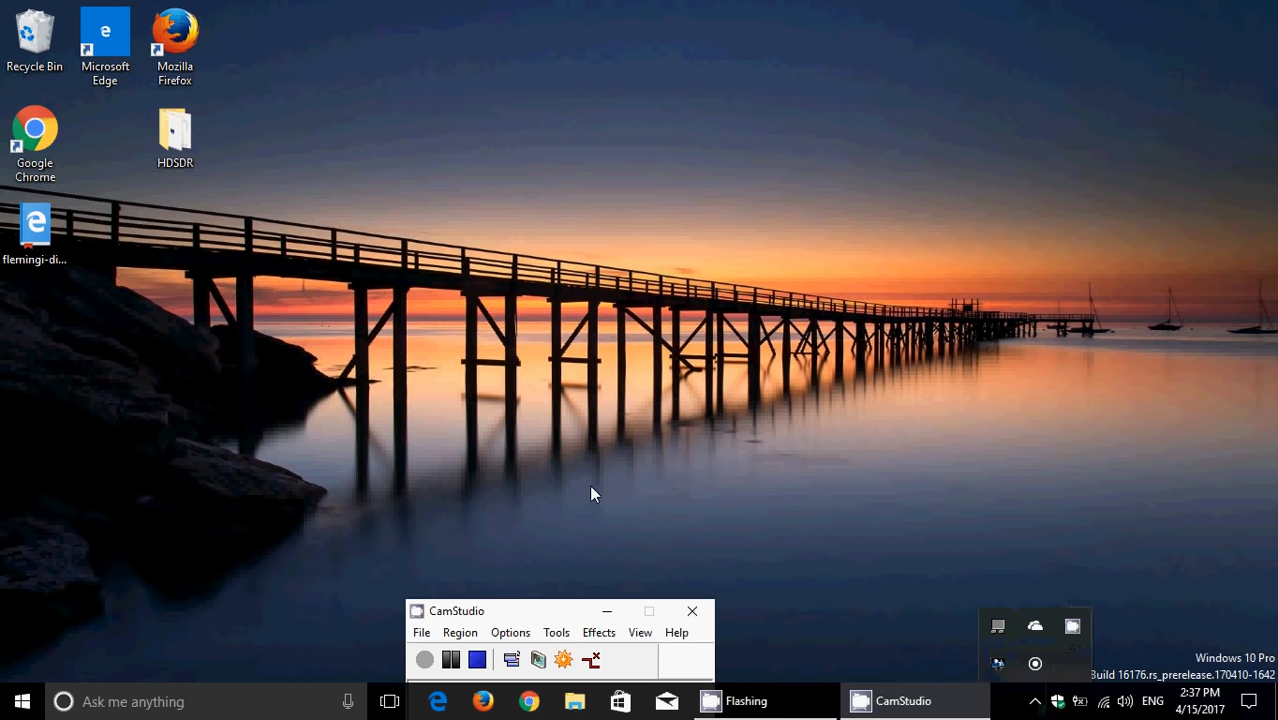 Recycle Bin
Microsoft
Edge
Mozilla
Firefox
Google
Chrome
HDSDR
flemingi-di...
CamStudio
File Region Options Tools Effects View Help
Windows 10 Pro
Build 16176.rs_prerelease.170410-1642
Ask me anything
Flashing
CamStudio
ENG
2:37 PM
4/15/2017